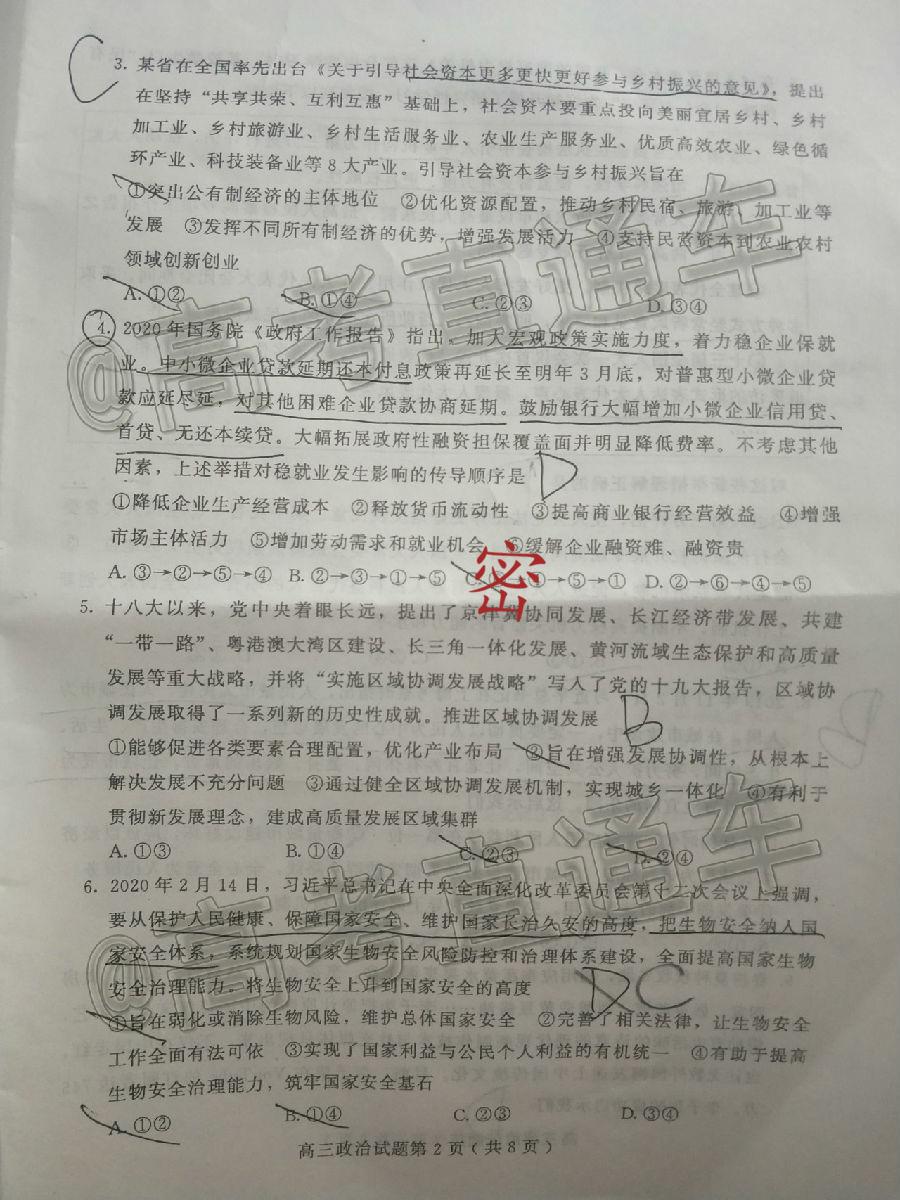 C
3. 某省在全国率先出台《关于引导社会资本更多更快更好参与乡村振兴的意见》，提出
在坚持“共享共荣、互利互惠”基础上，社会资本要重点投向美丽宜居乡村、乡村
加工业、乡村旅游业、乡村生活服务业、农业生产服务业、优质高效农业、绿色循
环产业、科技装备业等 8 大产业。引导社会资本参与乡村振兴旨在
①突出公有制经济的主体地位 ②优化资源配置，推动乡村民宿、旅游、加工业等
发展 ③发挥不同所有制经济的优势，增强发展活力 ④支持民营资本到农业农村
领域创新创业
A. ①② B. ①④ C. ②③ D. ③④
4. 2020 年国务院《政府工作报告》指出，加大宏观政策实施力度，着力稳企业保就
业。中小微企业贷款延期还本付息政策再延长至明年 3 月底，对普惠型小微企业贷
款应延尽延，对其他困难企业贷款协商延期。鼓励银行大幅增加小微企业信用贷、
首贷、无还本续贷。大幅拓展政府性融资担保覆盖面并明显降低费率。不考虑其他
因素，上述举措对稳就业发生影响的传导顺序是 D
①降低企业生产经营成本 ②释放货币流动性 ③提高商业银行经营效益 ④增强
市场主体活力 ⑤增加劳动需求和就业机会 ⑥缓解企业融资难、融资贵
A. ③→②→⑤→④ B. ②→③→①→⑤ C. →①→⑤→① D. ②→⑥→④→⑤
密
5. 十八大以来，党中央着眼长远，提出了京津冀协同发展、长江经济带发展、共建
“一带一路”、粤港澳大湾区建设、长三角一体化发展、黄河流域生态保护和高质量
发展等重大战略，并将“实施区域协调发展战略”写入了党的十九大报告，区域协
调发展取得了一系列新的历史性成就。推进区域协调发展 B
①能够促进各类要素合理配置，优化产业布局 ②旨在增强发展协调性，从根本上
解决发展不充分问题 ③通过健全区域协调发展机制，实现城乡一体化 ④有利于
贯彻新发展理念，建成高质量发展区域集群
A. ①③ B. ①④ C. ②③ D. ②④
6. 2020 年 2 月 14 日，习近平总书记在中央全面深化改革委员会第十二次会议上强调，
要从保护人民健康、保障国家安全、维护国家长治久安的高度，把生物安全纳入国
家安全体系，系统规划国家生物安全风险防控和治理体系建设，全面提高国家生物
安全治理能力。将生物安全上升到国家安全的高度 D C
①旨在弱化或消除生物风险，维护总体国家安全 ②完善了相关法律，让生物安全
工作全面有法可依 ③实现了国家利益与公民个人利益的有机统一 ④有助于提高
生物安全治理能力，筑牢国家安全基石
A. ①② B. ①④ C. ②③ D. ③④
高三政治试题第 2 页（共 8 页）
@高考直通车
@高考直通车